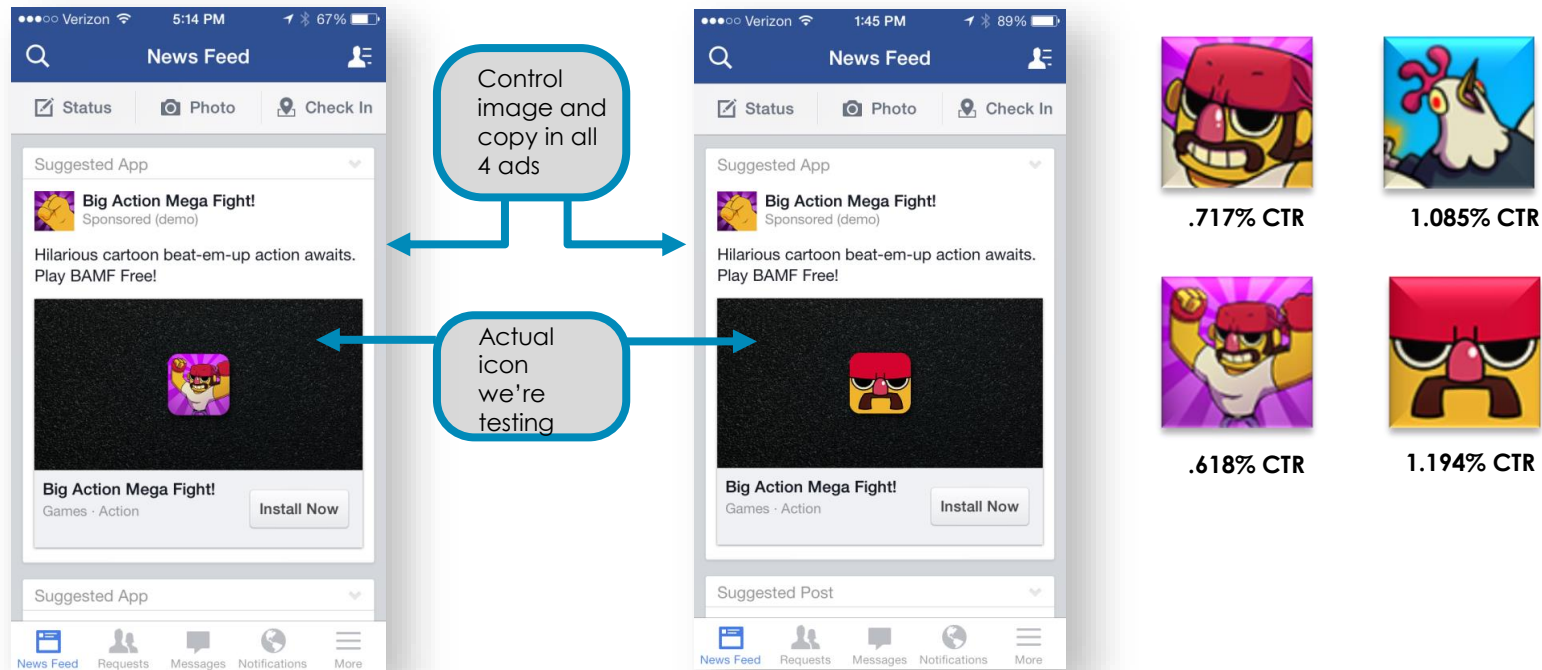 ●●●○○ Verizon 5:14 PM 67%
News Feed
Status Photo Check In
Suggested App
Big Action Mega Fight!
Sponsored (demo)
Hilarious cartoon beat-em-up action awaits.
Play BAMF Free!
Big Action Mega Fight!
Games · Action
Install Now
Suggested App
News Feed Requests Messages Notifications More
Control
image and
copy in all
4 ads
Actual
icon
we’re
testing
●●●○○ Verizon 1:45 PM 89%
News Feed
Status Photo Check In
Suggested App
Big Action Mega Fight!
Sponsored (demo)
Hilarious cartoon beat-em-up action awaits.
Play BAMF Free!
Big Action Mega Fight!
Games · Action
Install Now
Suggested Post
News Feed Requests Messages Notifications More
.717% CTR
1.085% CTR
.618% CTR
1.194% CTR